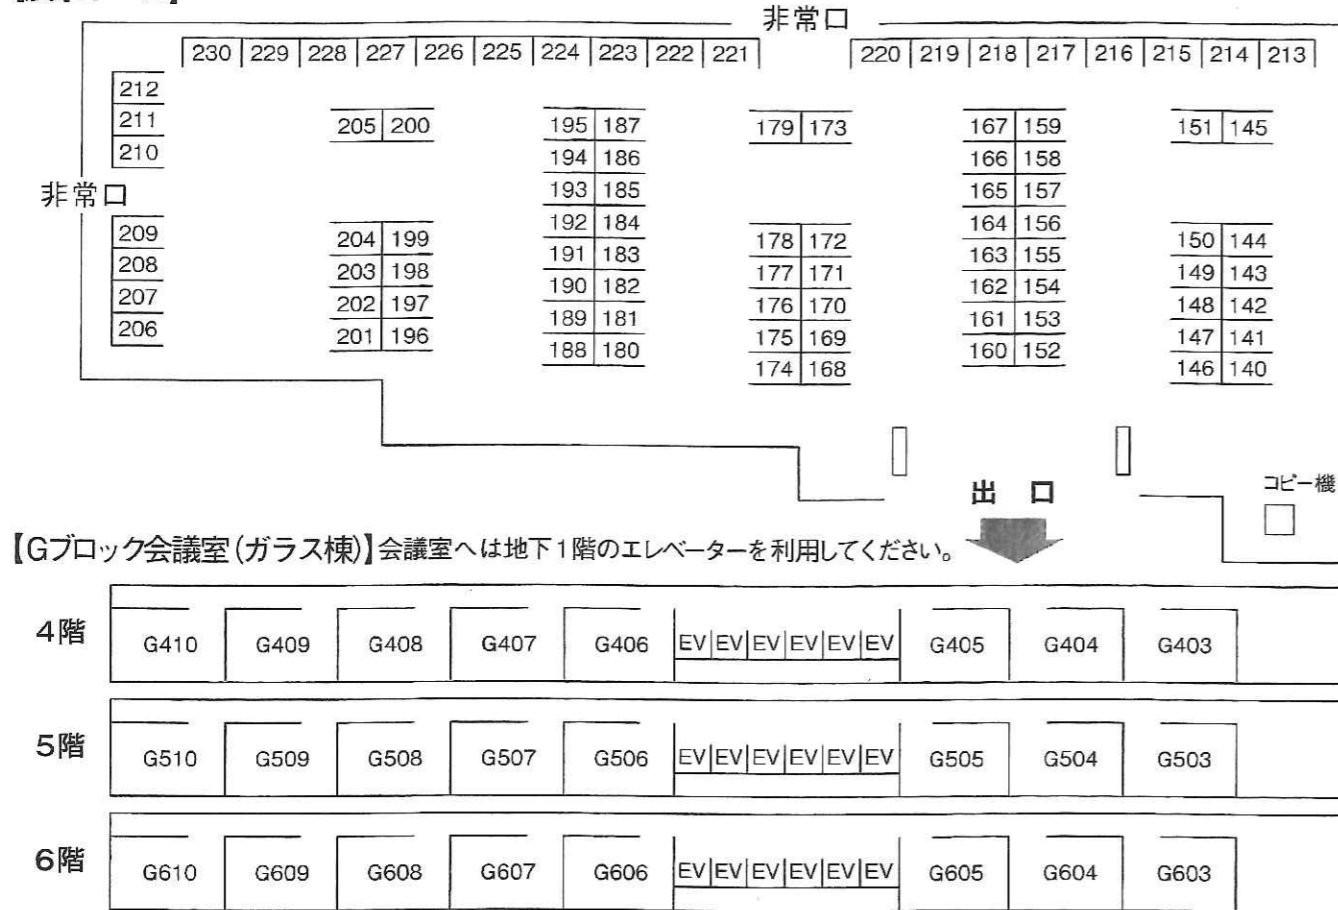 非常口
230 229 228 227 226 225 224 223 222 221 220 219 218 217 216 215 214 213
212
211 205 200 195 187 179 173 167 159 151 145
210 194 186 166 158
非常口 193 185 165 157
209 204 199 192 184 178 172 164 156 150 144
208 203 198 191 183 177 171 163 155 149 143
207 202 197 190 182 176 170 162 154 148 142
206 201 196 189 181 175 169 161 153 147 141
188 180 174 168 160 152 146 140
出 口
コピー機
【Gブロック会議室(ガラス棟)】会議室へは地下1階のエレベーターを利用してください。
4階 G410 G409 G408 G407 G406 EV EV EV EV EV EV G405 G404 G403
5階 G510 G509 G508 G507 G506 EV EV EV EV EV EV G505 G504 G503
6階 G610 G609 G608 G607 G606 EV EV EV EV EV EV G605 G604 G603